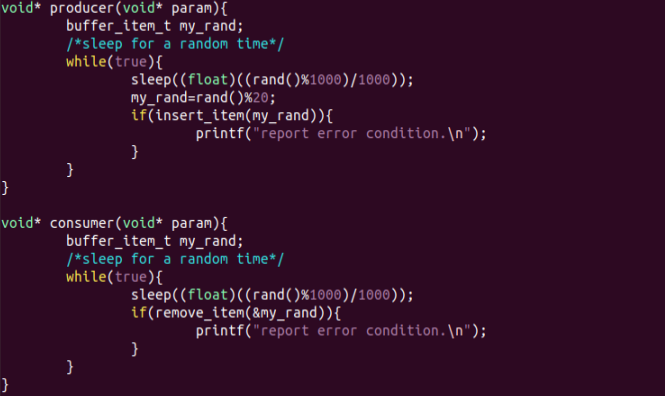 void* producer(void* param){
        buffer_item_t my_rand;
        /*sleep for a random time*/
        while(true){
                sleep((float)((rand()%1000)/1000));
                my_rand=rand()%20;
                if(insert_item(my_rand)){
                        printf("report error condition.\n");
                }
        }
}

void* consumer(void* param){
        buffer_item_t my_rand;
        /*sleep for a random time*/
        while(true){
                sleep((float)((rand()%1000)/1000));
                if(remove_item(&my_rand)){
                        printf("report error condition.\n");
                }
        }
}